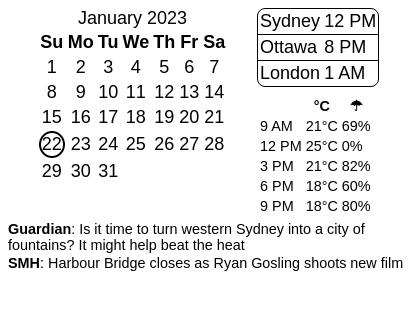 January 2023
Su Mo Tu We Th Fr Sa
1 2 3 4 5 6 7
8 9 10 11 12 13 14
15 16 17 18 19 20 21
22 23 24 25 26 27 28
29 30 31
Sydney 12 PM
Ottawa 8 PM
London 1 AM
°C ☂
9 AM 21°C 69%
12 PM 25°C 0%
3 PM 21°C 82%
6 PM 18°C 60%
9 PM 18°C 80%
Guardian: Is it time to turn western Sydney into a city of
fountains? It might help beat the heat
SMH: Harbour Bridge closes as Ryan Gosling shoots new film